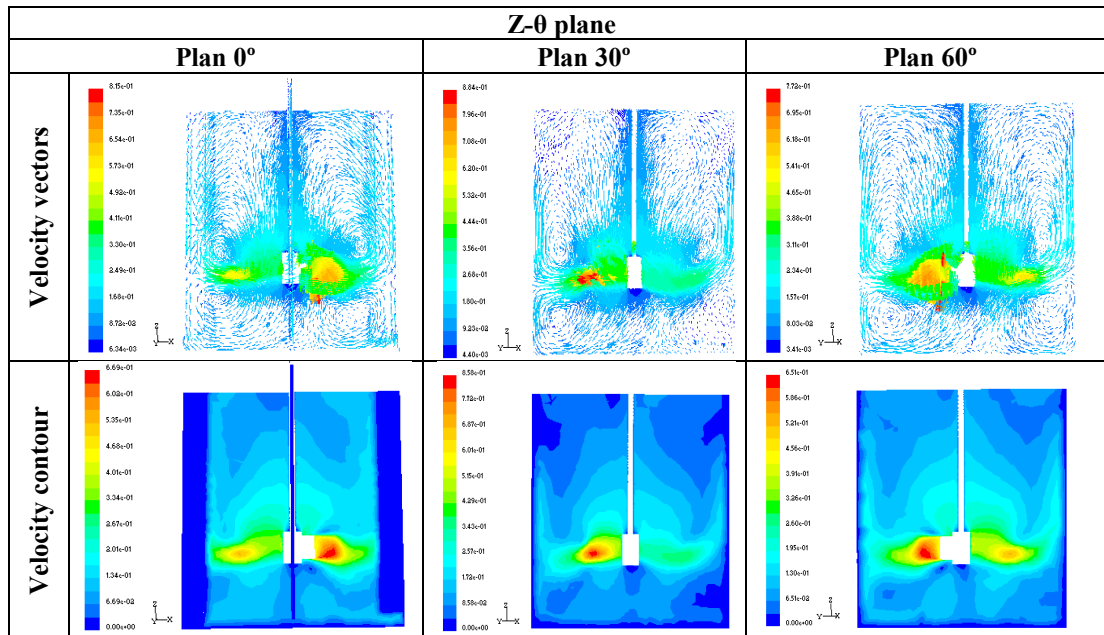 Z-θ plane
Plan 0º
Plan 30º
Plan 60º
Velocity vectors
8.15e-01
7.35e-01
6.54e-01
5.73e-01
4.92e-01
4.11e-01
3.30e-01
2.49e-01
1.68e-01
8.72e-02
6.34e-03
Z
Y X
8.84e-01
7.96e-01
7.08e-01
6.20e-01
5.32e-01
4.44e-01
3.56e-01
2.68e-01
1.80e-01
9.23e-02
4.40e-03
Z
Y X
7.72e-01
6.95e-01
6.18e-01
5.41e-01
4.65e-01
3.88e-01
3.11e-01
2.34e-01
1.57e-01
8.03e-02
3.41e-03
Z
Y X
Velocity contour
6.69e-01
6.02e-01
5.35e-01
4.68e-01
4.01e-01
3.34e-01
2.67e-01
2.01e-01
1.34e-01
6.69e-02
0.00e+00
Z
Y X
8.58e-01
7.72e-01
6.87e-01
6.01e-01
5.15e-01
4.29e-01
3.43e-01
2.57e-01
1.72e-01
8.58e-02
0.00e+00
Z
Y X
6.51e-01
5.86e-01
5.21e-01
4.56e-01
3.91e-01
3.26e-01
2.60e-01
1.95e-01
1.30e-01
6.51e-02
0.00e+00
Z
Y X